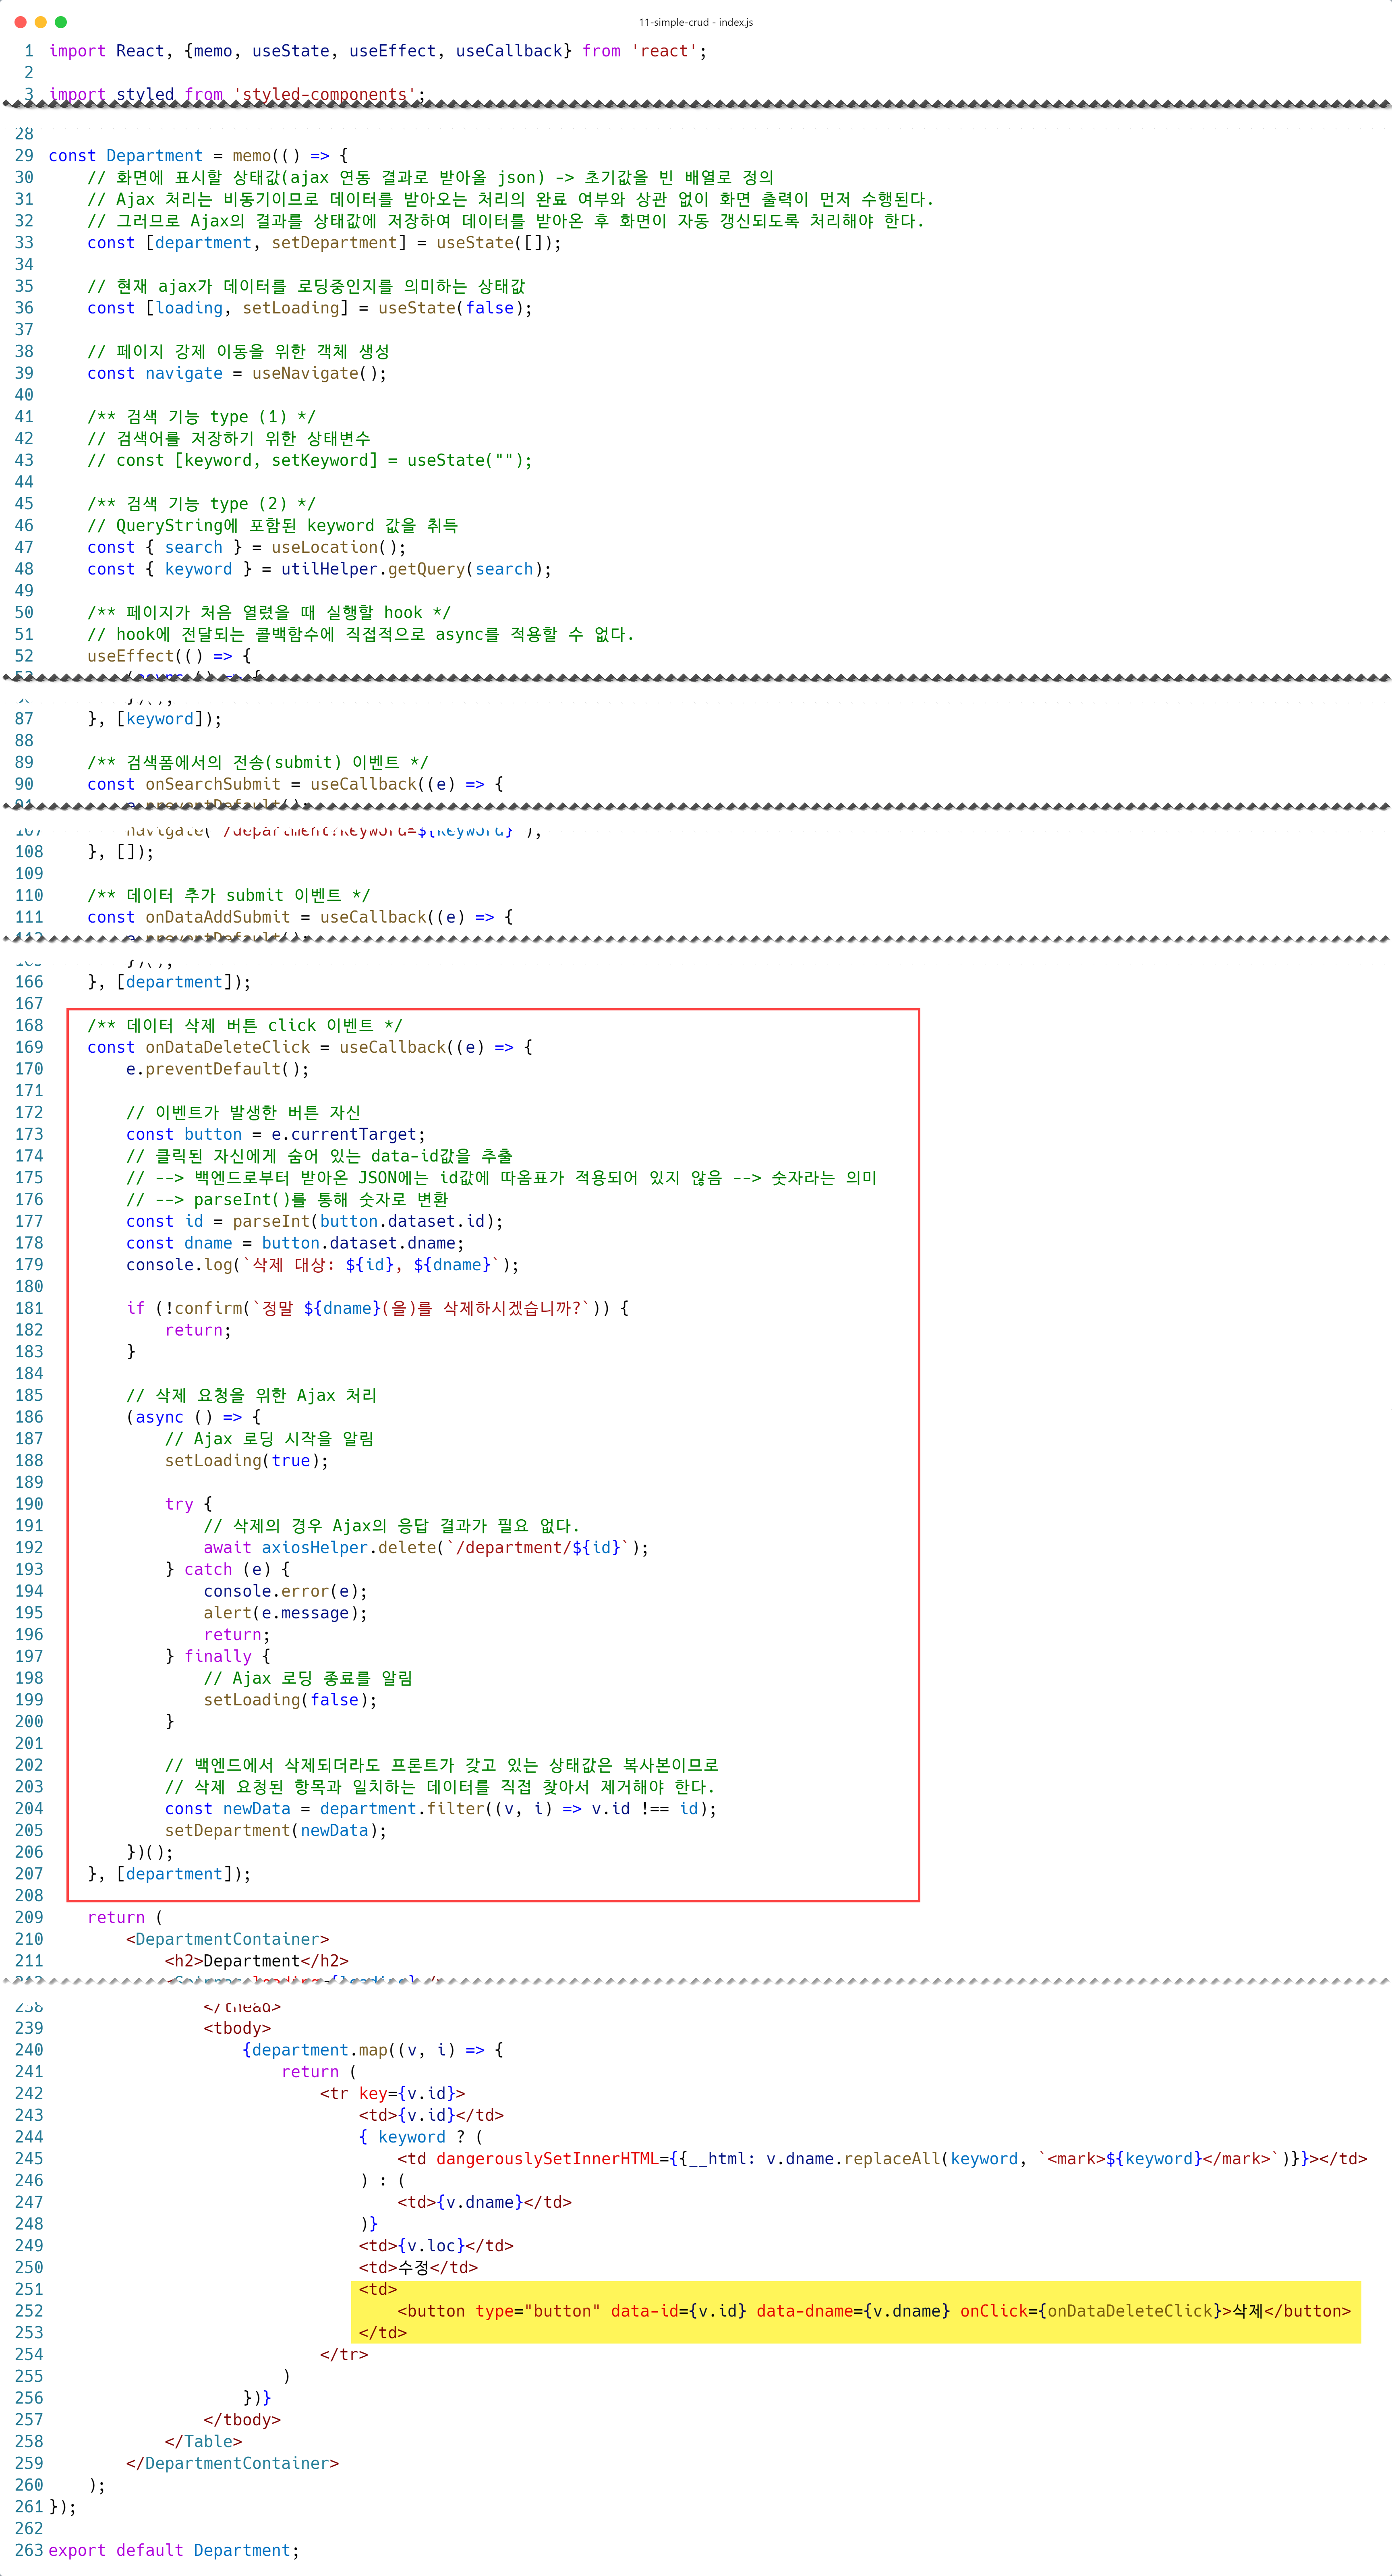 11-simple-crud - index.js
1 import React, {memo, useState, useEffect, useCallback} from 'react';
2
3 import styled from 'styled-components';
28
29 const Department = memo(() => {
30     // 화면에 표시할 상태값(ajax 연동 결과로 받아올 json) -> 초기값을 빈 배열로 정의
31     // Ajax 처리는 비동기이므로 데이터를 받아오는 처리의 완료 여부와 상관 없이 화면 출력이 먼저 수행된다.
32     // 그러므로 Ajax의 결과를 상태값에 저장하여 데이터를 받아온 후 화면이 자동 갱신되도록 처리해야 한다.
33     const [department, setDepartment] = useState([]);
34
35     // 현재 ajax가 데이터를 로딩중인지를 의미하는 상태값
36     const [loading, setLoading] = useState(false);
37
38     // 페이지 강제 이동을 위한 객체 생성
39     const navigate = useNavigate();
40
41     /** 검색 기능 type (1) */
42     // 검색어를 저장하기 위한 상태변수
43     // const [keyword, setKeyword] = useState("");
44
45     /** 검색 기능 type (2) */
46     // QueryString에 포함된 keyword 값을 취득
47     const { search } = useLocation();
48     const { keyword } = utilHelper.getQuery(search);
49
50     /** 페이지가 처음 열렸을 때 실행할 hook */
51     // hook에 전달되는 콜백함수에 직접적으로 async를 적용할 수 없다.
52     useEffect(() => {
53         (async () => {
87     }, [keyword]);
88
89     /** 검색폼에서의 전송(submit) 이벤트 */
90     const onSearchSubmit = useCallback((e) => {
91         e.preventDefault();
107         navigate(`/department?keyword=${keyword}`);
108     }, []);
109
110     /** 데이터 추가 submit 이벤트 */
111     const onDataAddSubmit = useCallback((e) => {
112         e.preventDefault();
165         })();
166     }, [department]);
167
168     /** 데이터 삭제 버튼 click 이벤트 */
169     const onDataDeleteClick = useCallback((e) => {
170         e.preventDefault();
171
172         // 이벤트가 발생한 버튼 자신
173         const button = e.currentTarget;
174         // 클릭된 자신에게 숨어 있는 data-id값을 추출
175         // --> 백엔드로부터 받아온 JSON에는 id값에 따옴표가 적용되어 있지 않음 --> 숫자라는 의미
176         // --> parseInt()를 통해 숫자로 변환
177         const id = parseInt(button.dataset.id);
178         const dname = button.dataset.dname;
179         console.log(`삭제 대상: ${id}, ${dname}`);
180
181         if (!confirm(`정말 ${dname}(을)를 삭제하시겠습니까?`)) {
182             return;
183         }
184
185         // 삭제 요청을 위한 Ajax 처리
186         (async () => {
187             // Ajax 로딩 시작을 알림
188             setLoading(true);
189
190             try {
191                 // 삭제의 경우 Ajax의 응답 결과가 필요 없다.
192                 await axiosHelper.delete(`/department/${id}`);
193             } catch (e) {
194                 console.error(e);
195                 alert(e.message);
196                 return;
197             } finally {
198                 // Ajax 로딩 종료를 알림
199                 setLoading(false);
200             }
201
202             // 백엔드에서 삭제되더라도 프론트가 갖고 있는 상태값은 복사본이므로
203             // 삭제 요청된 항목과 일치하는 데이터를 직접 찾아서 제거해야 한다.
204             const newData = department.filter((v, i) => v.id !== id);
205             setDepartment(newData);
206         })();
207     }, [department]);
208
209     return (
210         <DepartmentContainer>
211             <h2>Department</h2>
212             <Spinner loading={loading} />
238                 </thead>
239                 <tbody>
240                     {department.map((v, i) => {
241                         return (
242                             <tr key={v.id}>
243                                 <td>{v.id}</td>
244                                 { keyword ? (
245                                     <td dangerouslySetInnerHTML={{__html: v.dname.replaceAll(keyword, `<mark>${keyword}</mark>`)}}></td>
246                                 ) : (
247                                     <td>{v.dname}</td>
248                                 )}
249                                 <td>{v.loc}</td>
250                                 <td>수정</td>
251                                 <td>
252                                     <button type="button" data-id={v.id} data-dname={v.dname} onClick={onDataDeleteClick}>삭제</button>
253                                 </td>
254                             </tr>
255                         )
256                     })}
257                 </tbody>
258             </Table>
259         </DepartmentContainer>
260     );
261 });
262
263 export default Department;